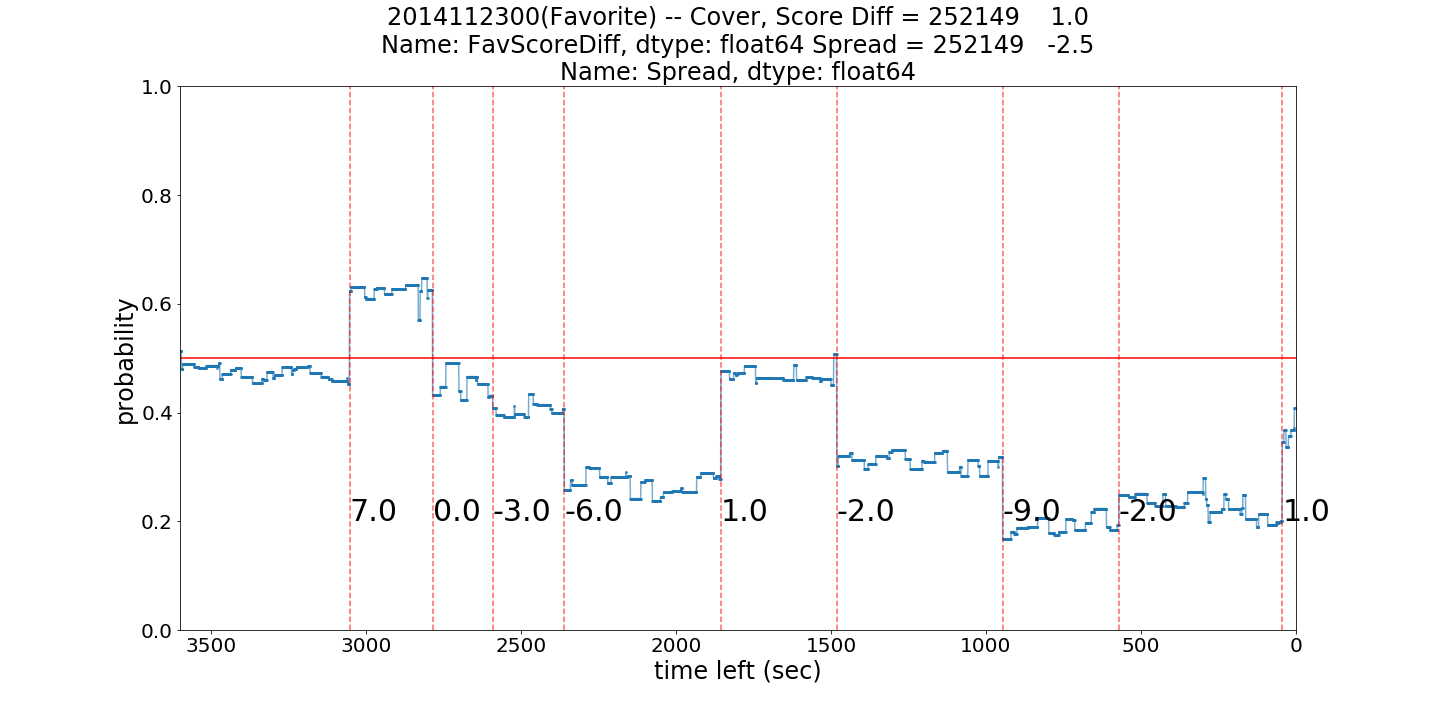 2014112300(Favorite) -- Cover, Score Diff = 252149    1.0
Name: FavScoreDiff, dtype: float64 Spread = 252149   -2.5
Name: Spread, dtype: float64
1.0
0.8
0.6
0.4
0.2
0.0
probability
7.0 0.0 -3.0 -6.0 1.0 -2.0 -9.0 -2.0 1.0
3500 3000 2500 2000 1500 1000 500 0
time left (sec)